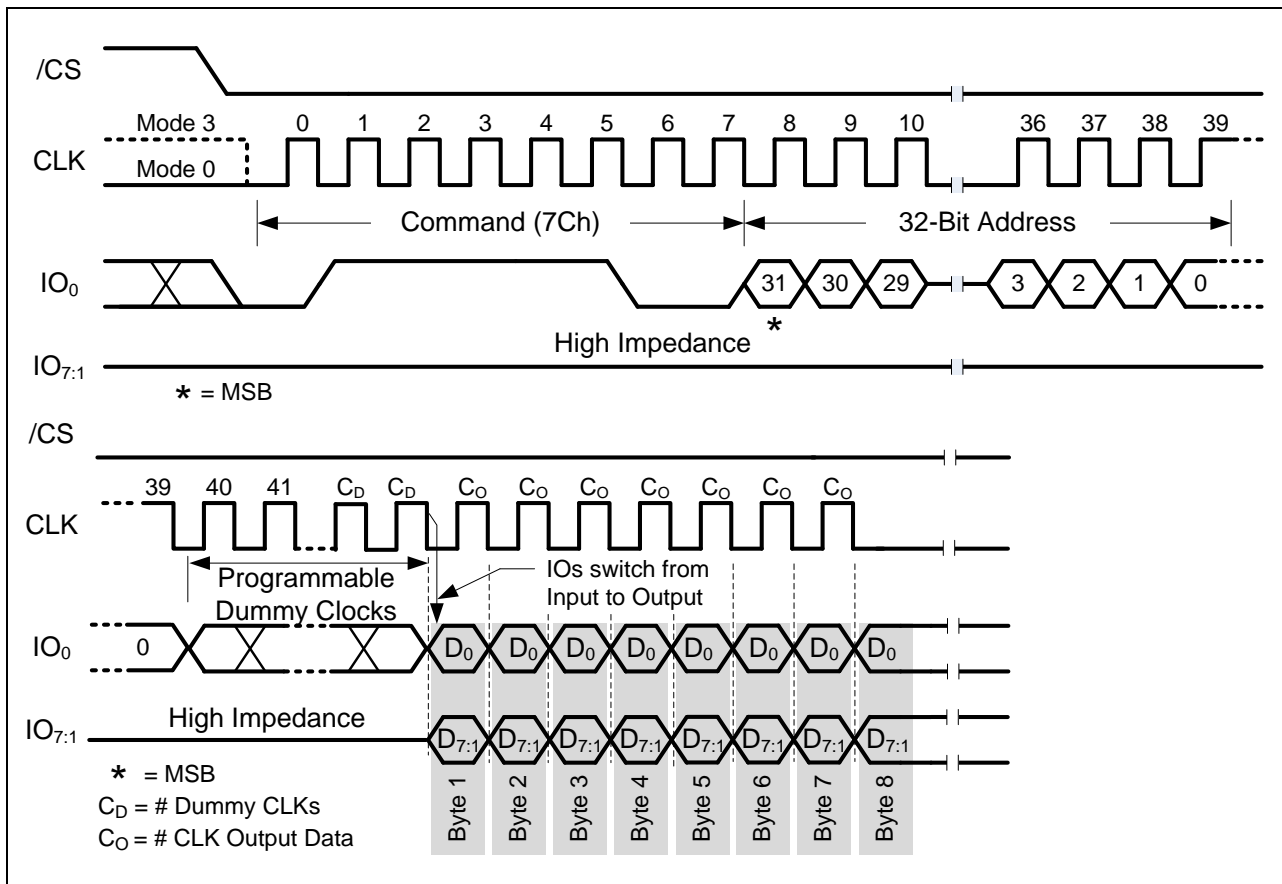 /CS
Mode 3 0 1 2 3 4 5 6 7 8 9 10 36 37 38 39
CLK
Mode 0
Command (7Ch) 32-Bit Address
IO0 31 30 29 3 2 1 0
*
High Impedance
IO7:1
* = MSB
/CS
39 40 41 CD CD CO CO CO CO CO CO CO
CLK
Programmable
Dummy Clocks
IOs switch from
Input to Output
IO0 0 D0 D0 D0 D0 D0 D0 D0 D0
High Impedance
IO7:1 D7:1 D7:1 D7:1 D7:1 D7:1 D7:1 D7:1 D7:1
* = MSB
CD = # Dummy CLKs
CO = # CLK Output Data
Byte 1
Byte 2
Byte 3
Byte 4
Byte 5
Byte 6
Byte 7
Byte 8